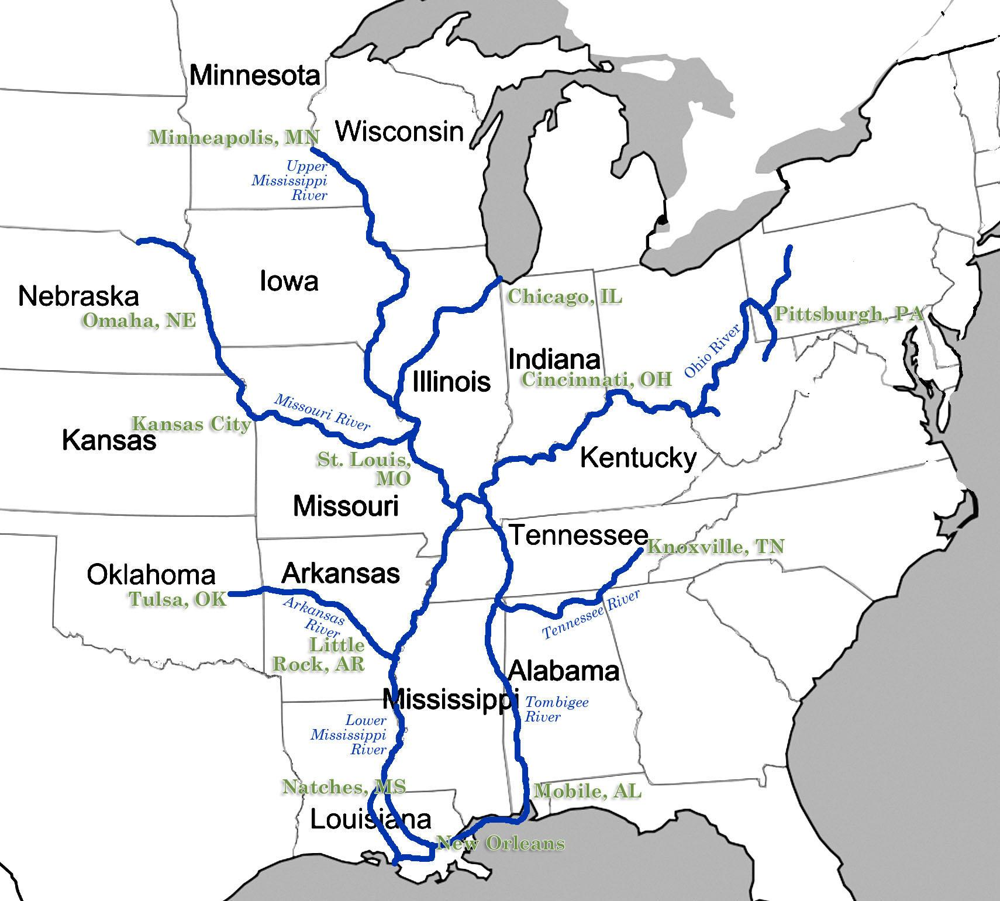 Minnesota
Minneapolis, MN
Wisconsin
Upper
Mississippi
River
Iowa
Nebraska
Omaha, NE
Chicago, IL
Pittsburgh, PA
Ohio River
Indiana
Cincinnati, OH
Illinois
Missouri River
Kansas City
Kansas
St. Louis,
MO
Kentucky
Missouri
Tennessee
Knoxville, TN
Oklahoma
Tulsa, OK
Arkansas
Arkansas
River
Tennessee River
Little
Rock, AR
Alabama
Mississippi
Tombigee
River
Lower
Mississippi
River
Natches, MS
Mobile, AL
Louisiana
New Orleans